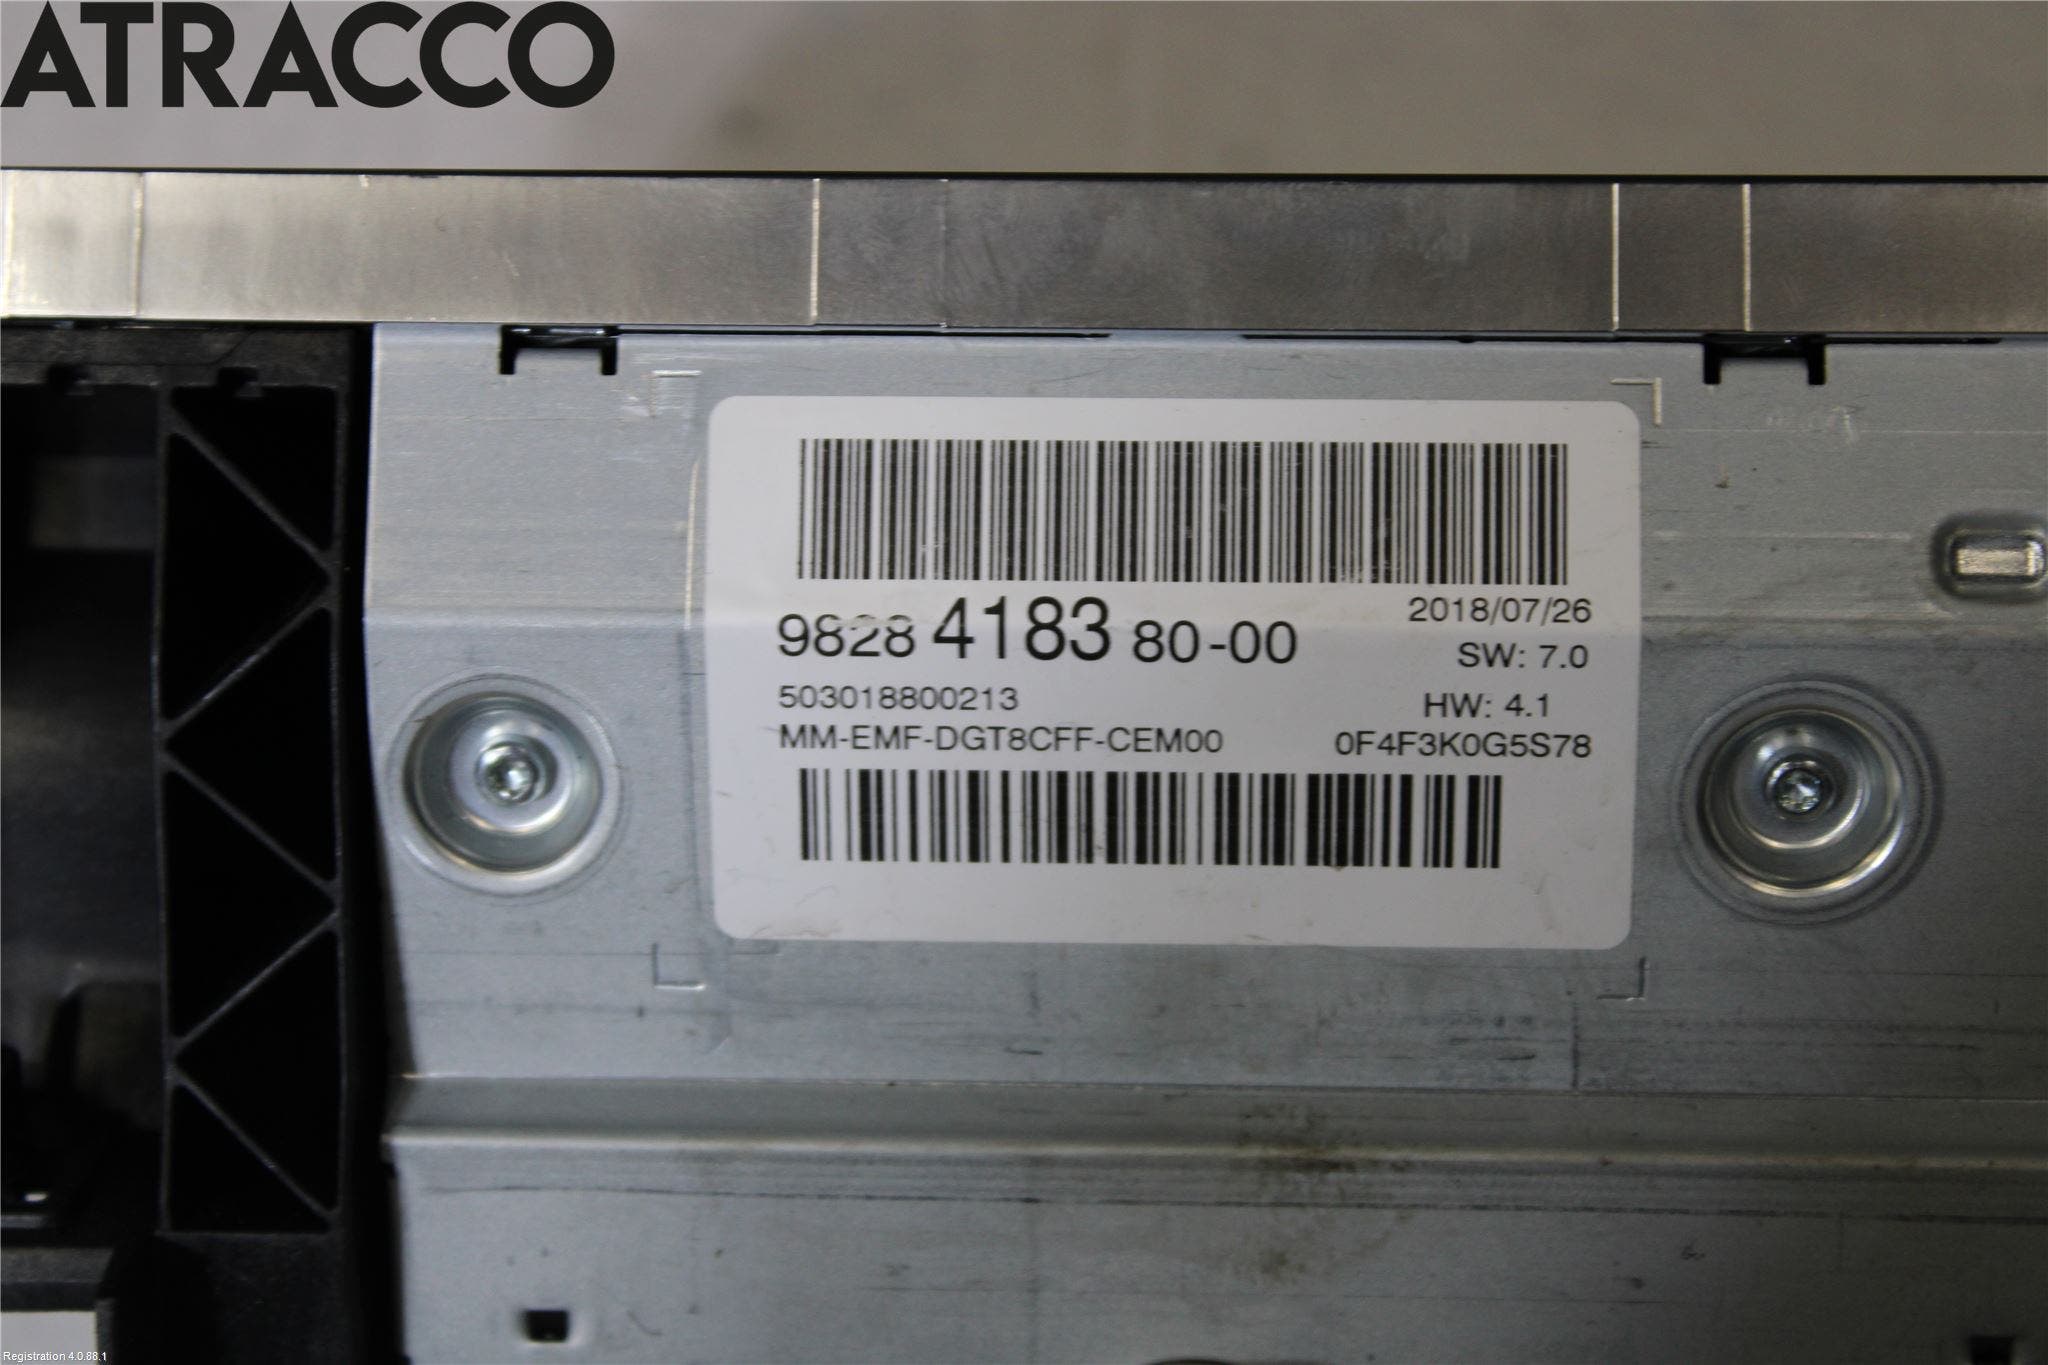 ATRACCO
9828 4183 80-00
2018/07/26
SW: 7.0
503018800213
HW: 4.1
MM-EMF-DGT8CFF-CEM00
0F4F3K0G5S78
Registration 4.0.88.1